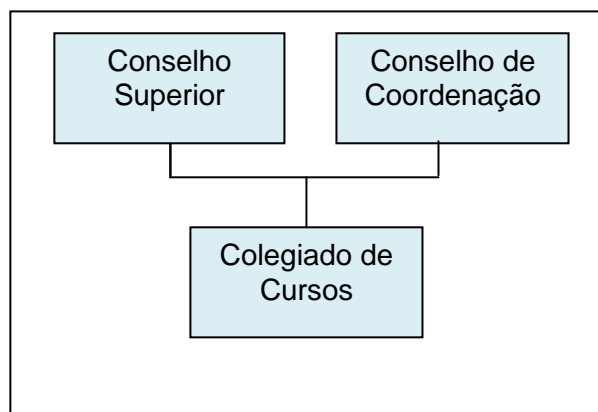 Conselho
Superior
Conselho de
Coordenação
Colegiado de
Cursos